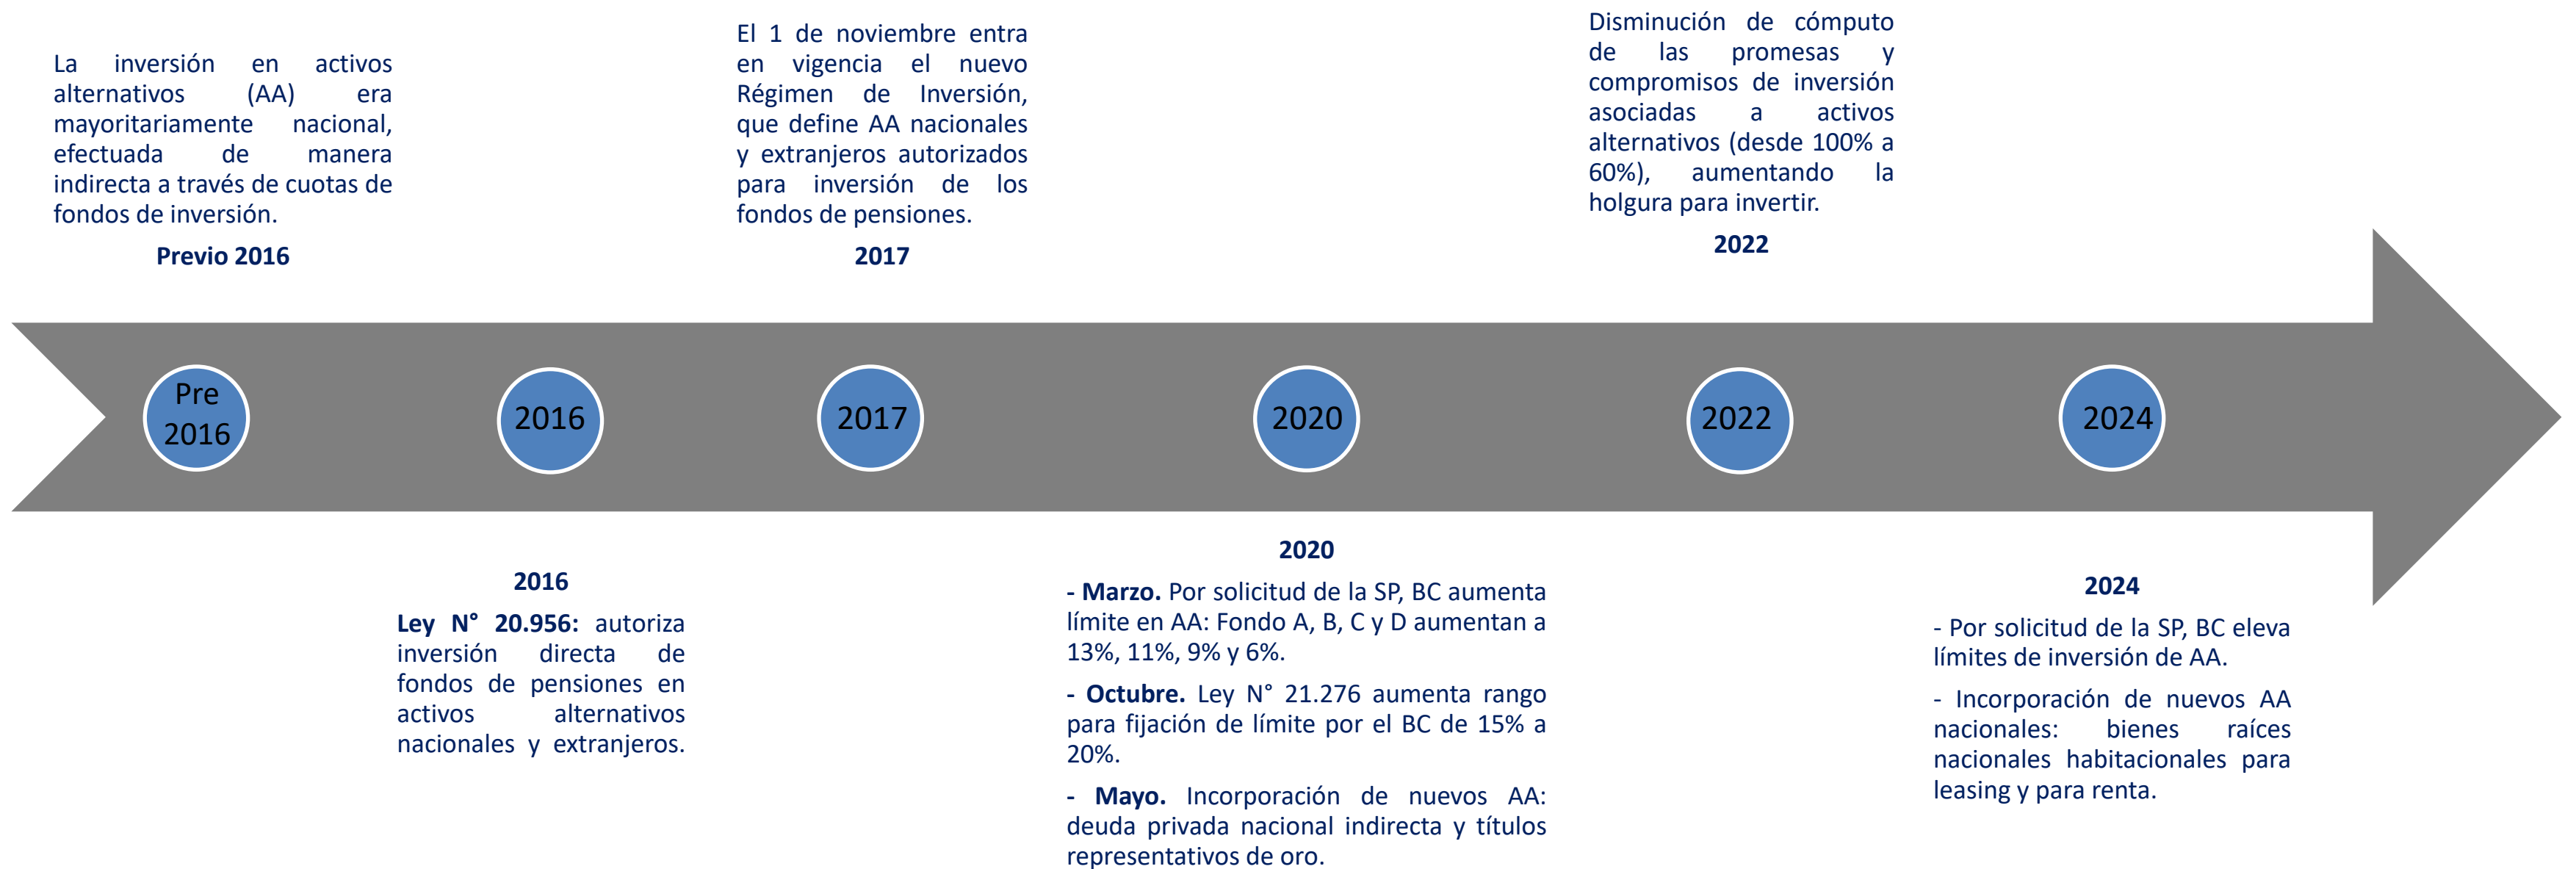 La inversión en activos
alternativos (AA) era
mayoritariamente nacional,
efectuada de manera
indirecta a través de cuotas de
fondos de inversión.
Previo 2016
El 1 de noviembre entra
en vigencia el nuevo
Régimen de Inversión,
que define AA nacionales
y extranjeros autorizados
para inversión de los
fondos de pensiones.
2017
Disminución de cómputo
de las promesas y
compromisos de inversión
asociadas a activos
alternativos (desde 100% a
60%), aumentando la
holgura para invertir.
2022
Pre
2016
2016
2017
2020
2022
2024
2016
Ley N° 20.956: autoriza
inversión directa de
fondos de pensiones en
activos alternativos
nacionales y extranjeros.
2020
- Marzo. Por solicitud de la SP, BC aumenta
límite en AA: Fondo A, B, C y D aumentan a
13%, 11%, 9% y 6%.
- Octubre. Ley N° 21.276 aumenta rango
para fijación de límite por el BC de 15% a
20%.
- Mayo. Incorporación de nuevos AA:
deuda privada nacional indirecta y títulos
representativos de oro.
2024
- Por solicitud de la SP, BC eleva
límites de inversión de AA.
- Incorporación de nuevos AA
nacionales: bienes raíces
nacionales habitacionales para
leasing y para renta.